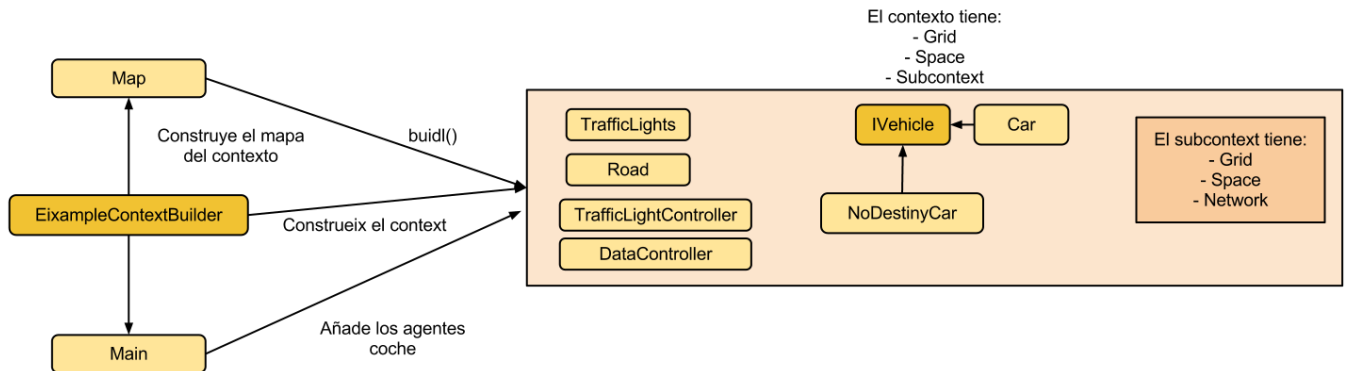 El contexto tiene:
- Grid
- Space
- Subcontext
Map
Construye el mapa
del contexto
buidl()
EixampleContextBuilder
Construeix el context
Main
Añade los agentes
coche
TrafficLights
Road
TrafficLightController
DataController
IVehicle
Car
NoDestinyCar
El subcontext tiene:
- Grid
- Space
- Network